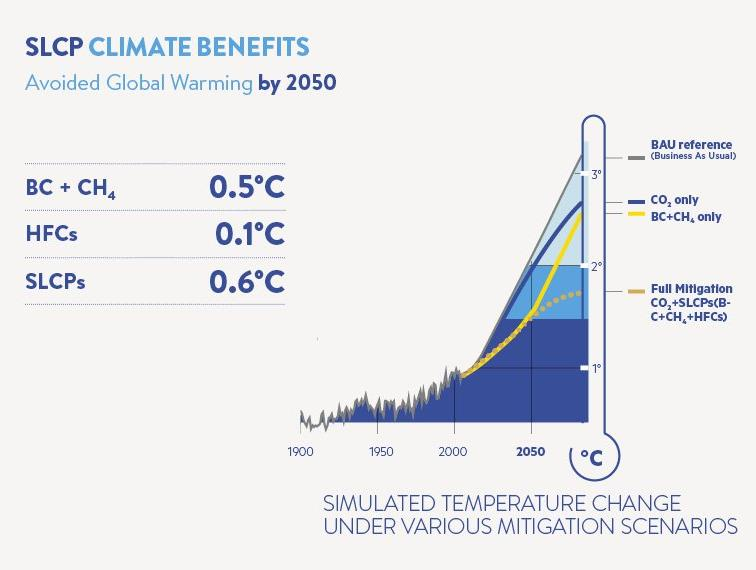 SLCP CLIMATE BENEFITS
Avoided Global Warming by 2050
BC + CH₄ 0.5°C
HFCs 0.1°C
SLCPs 0.6°C
BAU reference
(Business As Usual)
3°
CO₂ only
BC+CH₄ only
2°
Full Mitigation
CO₂+SLCPs(B-
C+CH₄+HFCs)
1°
1900 1950 2000 2050 °C
SIMULATED TEMPERATURE CHANGE
UNDER VARIOUS MITIGATION SCENARIOS